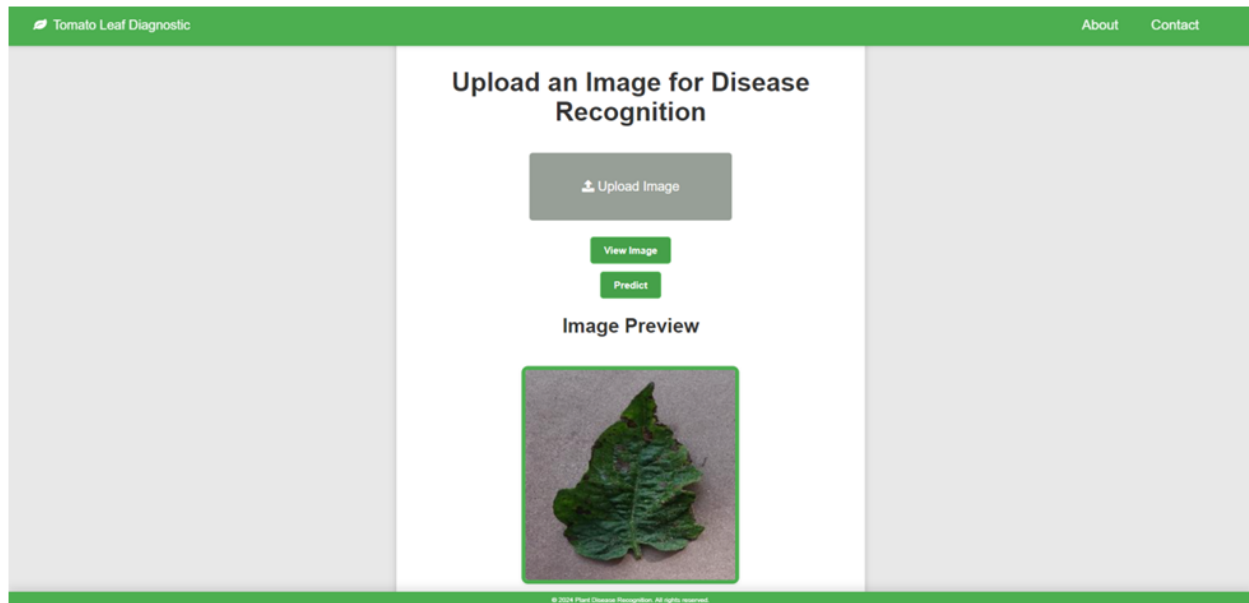 Tomato Leaf Diagnostic
About
Contact
Upload an Image for Disease
Recognition
Upload Image
View Image
Predict
Image Preview
© 2024 Plant Disease Recognition. All rights reserved.